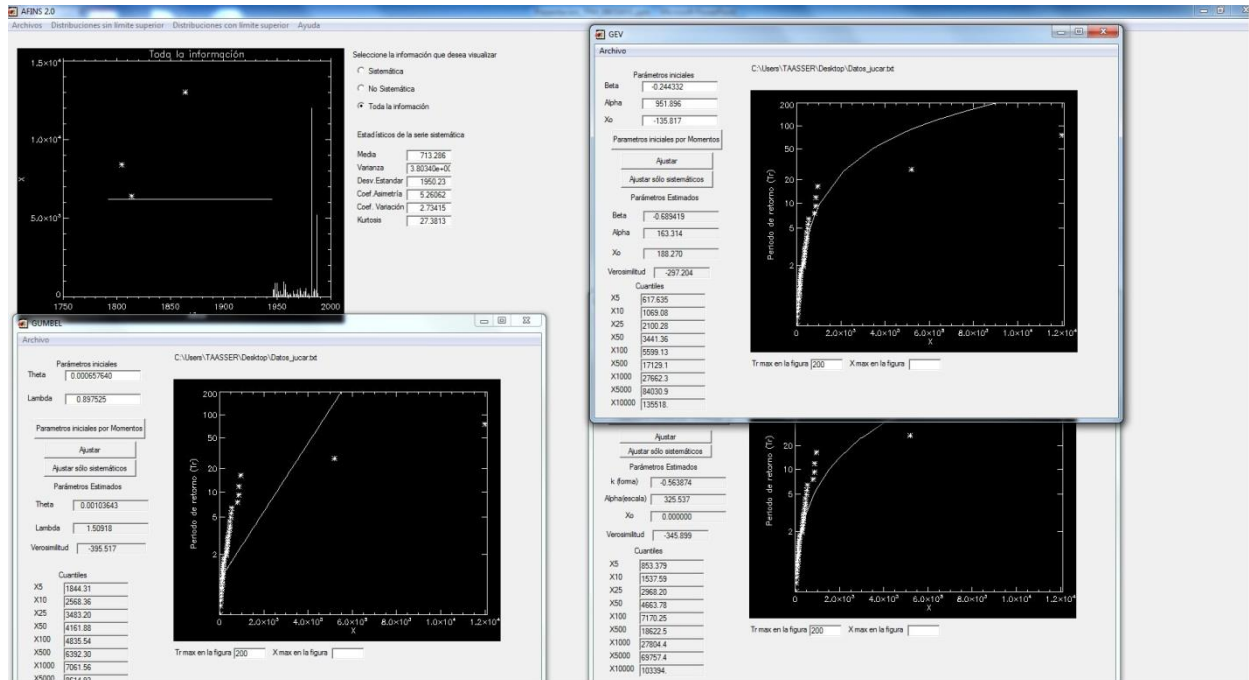 AFINS 2.0
Archivos Distribuciones sin límite superior Distribuciones con límite superior Ayuda
Toda la información
1.5×10⁴
1.0×10⁴
5.0×10³
0
X
1750 1800 1850 1900 1950 2000
Seleccione la información que desea visualizar
Sistemática
No Sistemática
Toda la información
Estadísticos de la serie sistemática
Media 713.286
Varianza 3.80340e+00
Desv.Estandar 1950.23
Coef.Asimetría 5.26062
Coef. Variación 2.73415
Kurtosis 27.3813
GEV
Archivo
Parámetros iniciales
Beta -0.244332
Alpha 951.896
Xo -135.817
Parametros iniciales por Momentos
Ajustar
Ajustar sólo sistemáticos
Parámetros Estimados
Beta -0.689419
Alpha 163.314
Xo 188.270
Verosimilitud -297.204
Cuantiles
X5 617.635
X10 1069.08
X25 2100.28
X50 3441.36
X100 5599.13
X500 17129.1
X1000 27662.3
X5000 84030.9
X10000 135518.
C:\Users\TAASSER\Desktop\Datos_jucar.txt
Periodo de retorno (Tr)
200
100
50
20
10
5
2
0 2.0×10³ 4.0×10³ 6.0×10³ 8.0×10³ 1.0×10⁴ 1.2×10⁴
X
Tr max en la figura 200 X max en la figura
GUMBEL
Archivo
Parámetros iniciales
Theta 0.000657640
Lambda 0.897525
Parametros iniciales por Momentos
Ajustar
Ajustar sólo sistemáticos
Parámetros Estimados
Theta 0.00103643
Lambda 1.50918
Verosimilitud -395.517
Cuantiles
X5 1844.31
X10 2568.36
X25 3483.20
X50 4161.88
X100 4835.54
X500 6392.30
X1000 7061.56
C:\Users\TAASSER\Desktop\Datos_jucar.txt
Periodo de retorno (Tr)
200
100
50
20
10
5
2
0 2.0×10³ 4.0×10³ 6.0×10³ 8.0×10³ 1.0×10⁴ 1.2×10⁴
X
Tr max en la figura 200 X max en la figura
Ajustar
Ajustar sólo sistemáticos
Parámetros Estimados
k (forma) -0.563874
Alpha(escala) 325.537
Xo 0.000000
Verosimilitud -345.899
Cuantiles
X5 853.379
X10 1537.59
X25 2968.20
X50 4663.78
X100 7170.25
X500 18622.5
X1000 27804.4
X5000 69757.4
X10000 103394.
Periodo de retorno (Tr)
20
10
5
2
0 2.0×10³ 4.0×10³ 6.0×10³ 8.0×10³ 1.0×10⁴ 1.2×10⁴
X
Tr max en la figura 200 X max en la figura